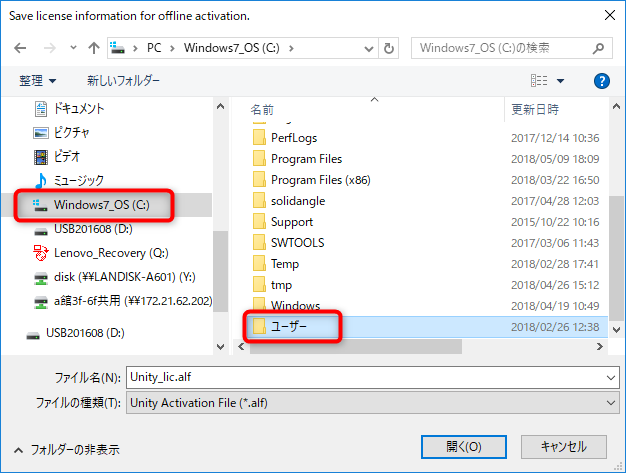 Save license information for offline activation.
PC > Windows7_OS (C:) >
Windows7_OS (C:)の検索
整理 新しいフォルダー
ドキュメント
ピクチャ
ビデオ
ミュージック
Windows7_OS (C:)
USB201608 (D:)
Lenovo_Recovery (Q:)
disk (¥¥LANDISK-A601) (Y:)
a館3f-6f共用 (¥¥172.21.62.202)
USB201608 (D:)
名前 更新日時
PerfLogs 2017/12/14 10:36
Program Files 2018/05/09 18:09
Program Files (x86) 2018/03/22 16:50
solidangle 2017/04/28 12:03
Support 2015/10/22 10:56
SWTOOLS 2017/03/06 11:43
Temp 2018/02/28 17:41
tmp 2018/04/26 15:12
Windows 2018/04/19 10:49
ユーザー 2018/02/26 12:38
ファイル名(N): Unity_lic.alf
ファイルの種類(T): Unity Activation File (*.alf)
フォルダーの非表示
開く(O) キャンセル